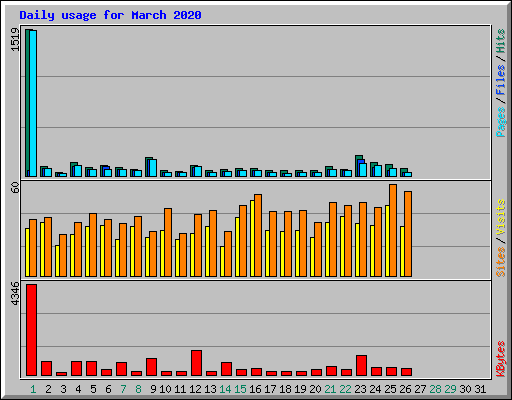 Daily usage for March 2020
1519
Pages / Files / Hits
60
Sites / Visits
4346
KBytes
1 2 3 4 5 6 7 8 9 10 11 12 13 14 15 16 17 18 19 20 21 22 23 24 25 26 27 28 29 30 31